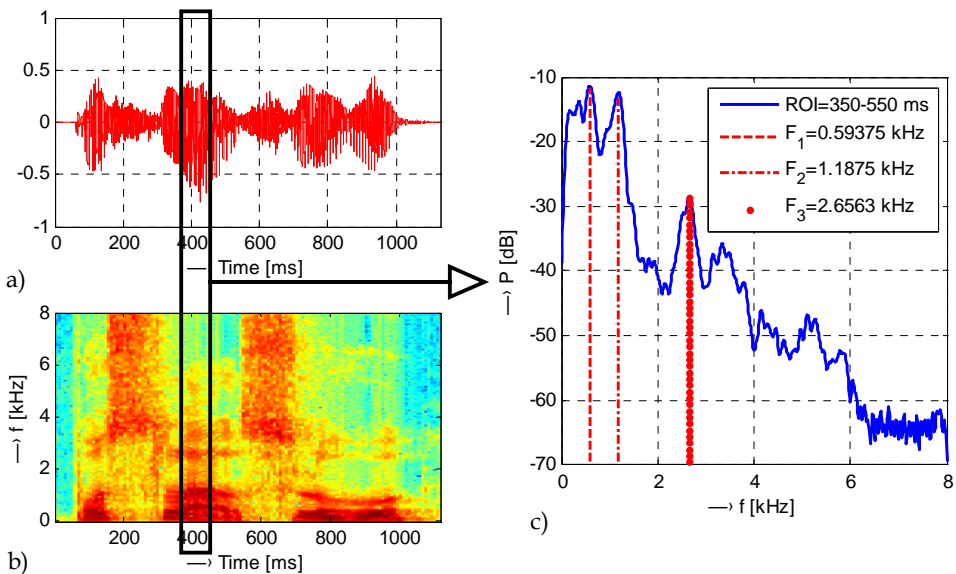 1
0.5
0
-0.5
-1
0 200 400 600 800 1000
—› Time [ms]
a)
8
6
4
2
0
—› f [kHz]
200 400 600 800 1000
—› Time [ms]
b)
-10
-20
-30
-40
-50
-60
-70
—› P [dB]
ROI=350-550 ms
F1=0.59375 kHz
F2=1.1875 kHz
F3=2.6563 kHz
0 2 4 6 8
—› f [kHz]
c)